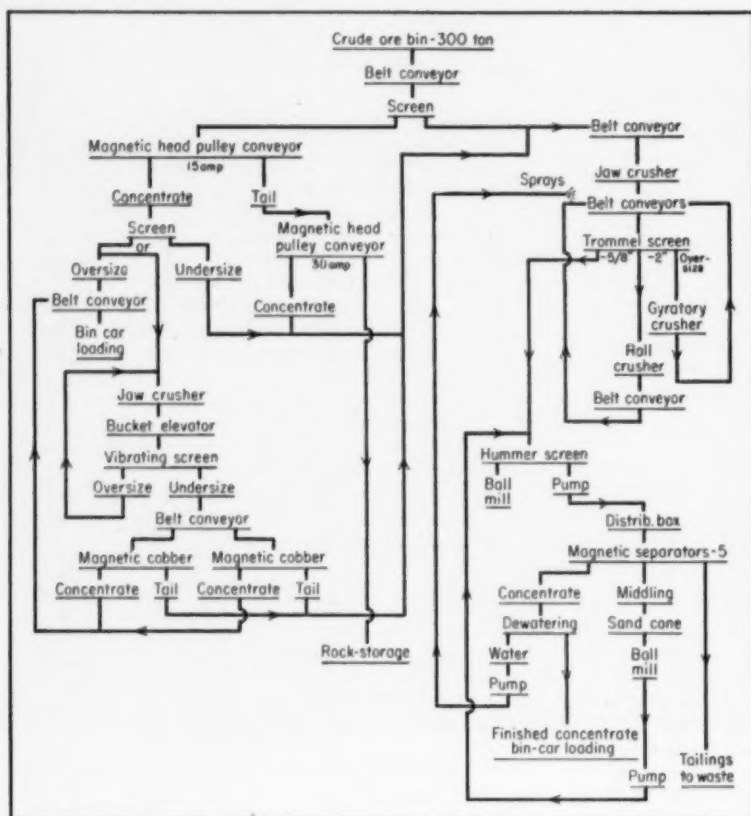 Crude ore bin-300 ton
Belt conveyor
Screen
Magnetic head pulley conveyor
15 amp
Concentrate
Tail
Screen
or
Oversize
Undersize
Belt conveyor
Bin car
loading
Magnetic head
pulley conveyor
30 amp
Concentrate
Jaw crusher
Bucket elevator
Vibrating screen
Oversize
Undersize
Belt conveyor
Magnetic cobber
Magnetic cobber
Concentrate
Tail
Concentrate
Tail
Rock-storage
Belt conveyor
Jaw crusher
Sprays
Belt conveyors
Trommel screen
-5/8"
-2"
Over-
size
Gyratory
crusher
Roll
crusher
Belt conveyor
Hummer screen
Ball
mill
Pump
Distrib. box
Magnetic separators-5
Concentrate
Middling
Dewatering
Sand cone
Water
Ball
mill
Pump
Finished concentrate
bin-car loading
Pump
Tailings
to waste